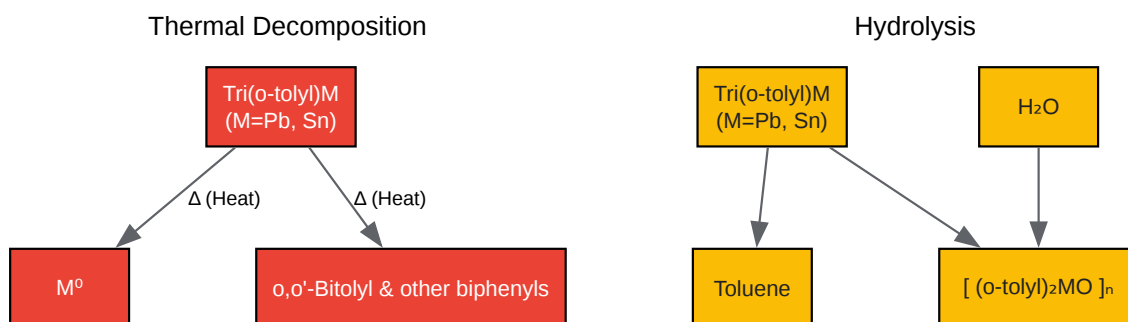 Thermal Decomposition
Hydrolysis
Tri(o-tolyl)M
(M=Pb, Sn)
Tri(o-tolyl)M
(M=Pb, Sn)
H₂O
Δ (Heat)
Δ (Heat)
M⁰
o,o'-Bitolyl & other biphenyls
Toluene
[ (o-tolyl)₂MO ]ₙ